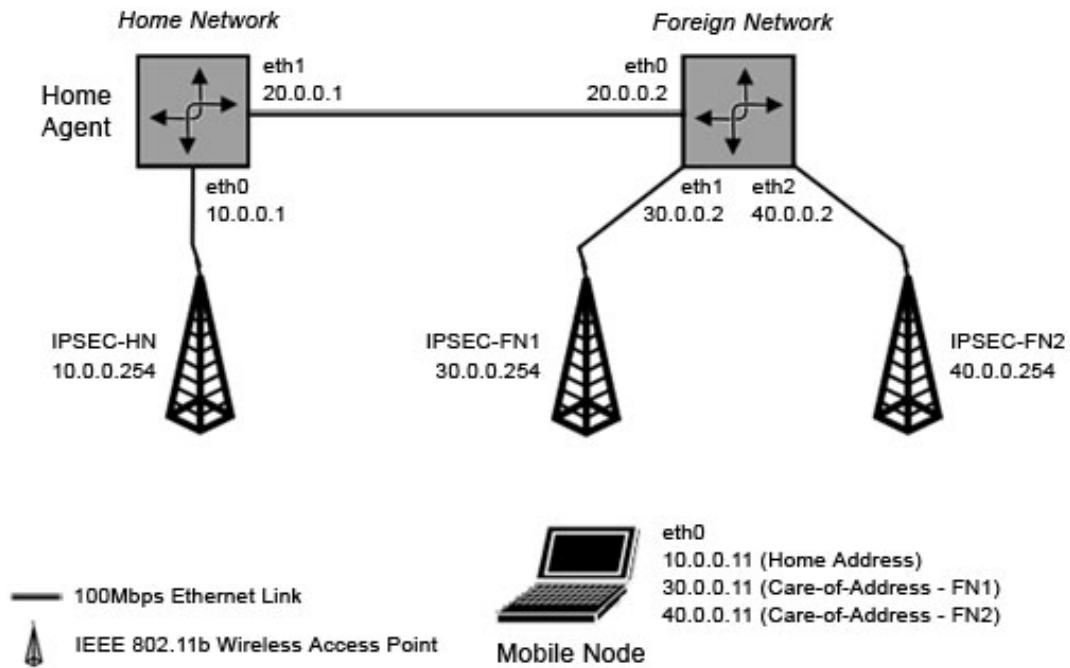 Home Network
Foreign Network
Home
Agent
eth1
20.0.0.1
eth0
20.0.0.2
eth0
10.0.0.1
eth1
30.0.0.2
eth2
40.0.0.2
IPSEC-HN
10.0.0.254
IPSEC-FN1
30.0.0.254
IPSEC-FN2
40.0.0.254
eth0
10.0.0.11 (Home Address)
30.0.0.11 (Care-of-Address - FN1)
40.0.0.11 (Care-of-Address - FN2)
Mobile Node
100Mbps Ethernet Link
IEEE 802.11b Wireless Access Point